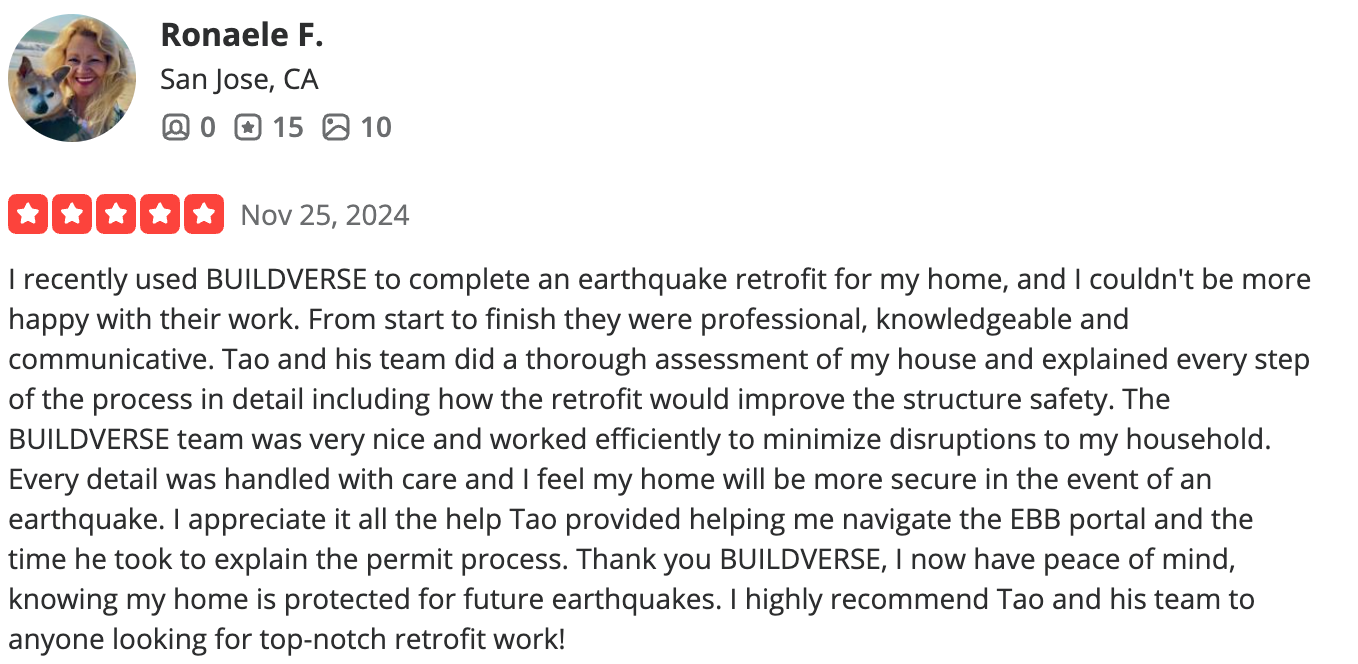 Ronaele F.
San Jose, CA
0 15 10
Nov 25, 2024
I recently used BUILDVERSE to complete an earthquake retrofit for my home, and I couldn't be more
happy with their work. From start to finish they were professional, knowledgeable and
communicative. Tao and his team did a thorough assessment of my house and explained every step
of the process in detail including how the retrofit would improve the structure safety. The
BUILDVERSE team was very nice and worked efficiently to minimize disruptions to my household.
Every detail was handled with care and I feel my home will be more secure in the event of an
earthquake. I appreciate it all the help Tao provided helping me navigate the EBB portal and the
time he took to explain the permit process. Thank you BUILDVERSE, I now have peace of mind,
knowing my home is protected for future earthquakes. I highly recommend Tao and his team to
anyone looking for top-notch retrofit work!